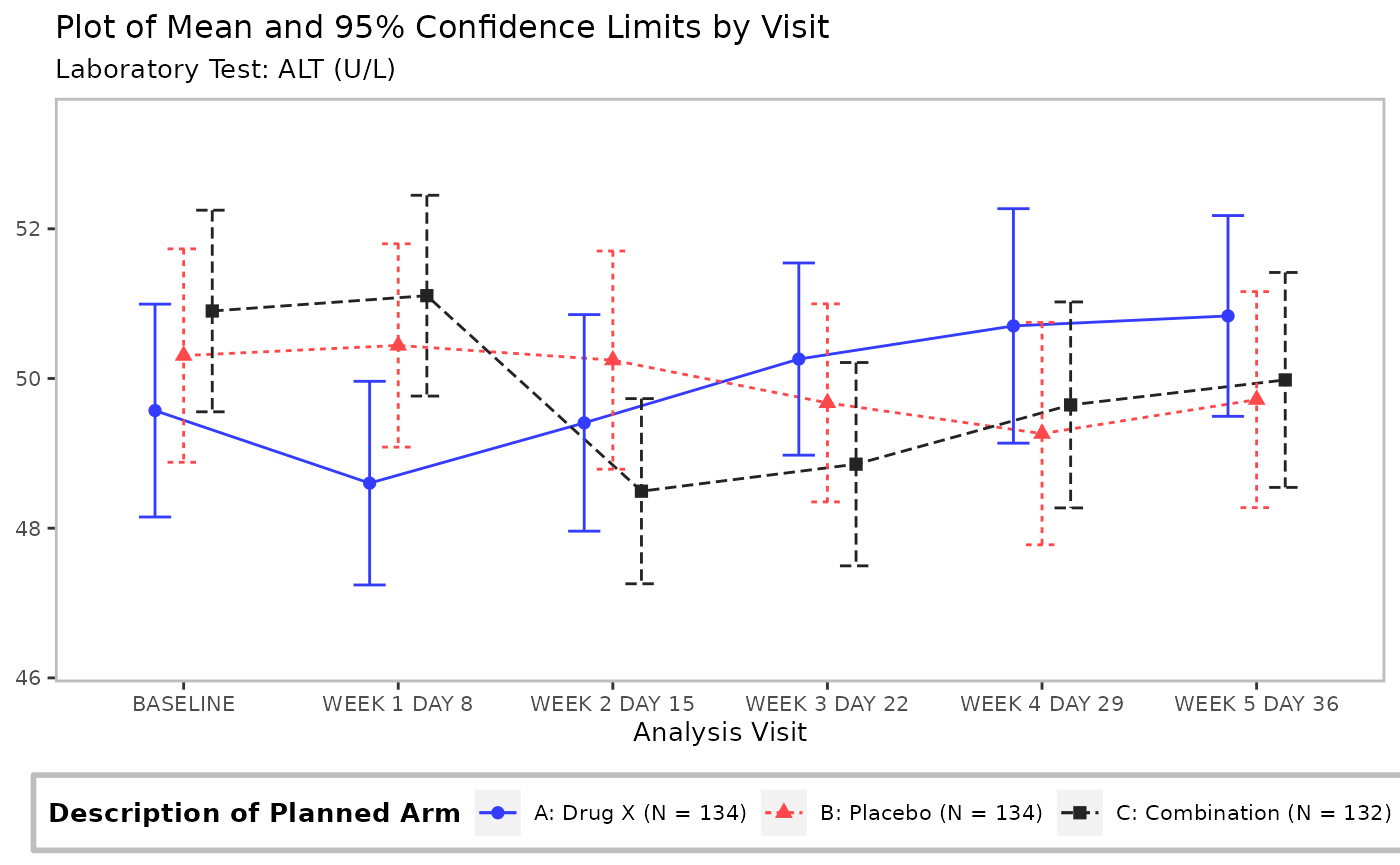 Plot of Mean and 95% Confidence Limits by Visit
Laboratory Test: ALT (U/L)
52
50
48
46
BASELINE WEEK 1 DAY 8 WEEK 2 DAY 15 WEEK 3 DAY 22 WEEK 4 DAY 29 WEEK 5 DAY 36
Analysis Visit
Description of Planned Arm A: Drug X (N = 134) B: Placebo (N = 134) C: Combination (N = 132)